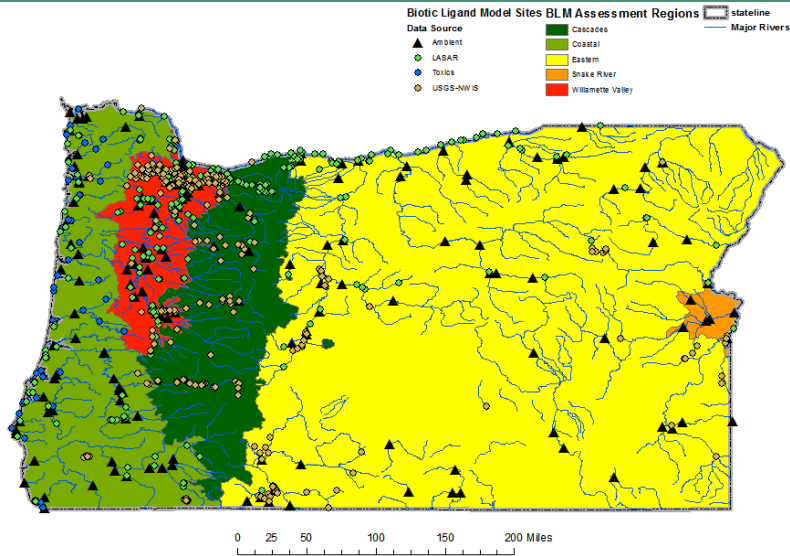 Biotic Ligand Model Sites
Data Source
Ambient
LASAR
Toxics
USGS-NWIS
BLM Assessment Regions
Cascades
Coastal
Eastern
Snake River
Willamette Valley
stateline
Major Rivers
0 25 50 100 150 200 Miles